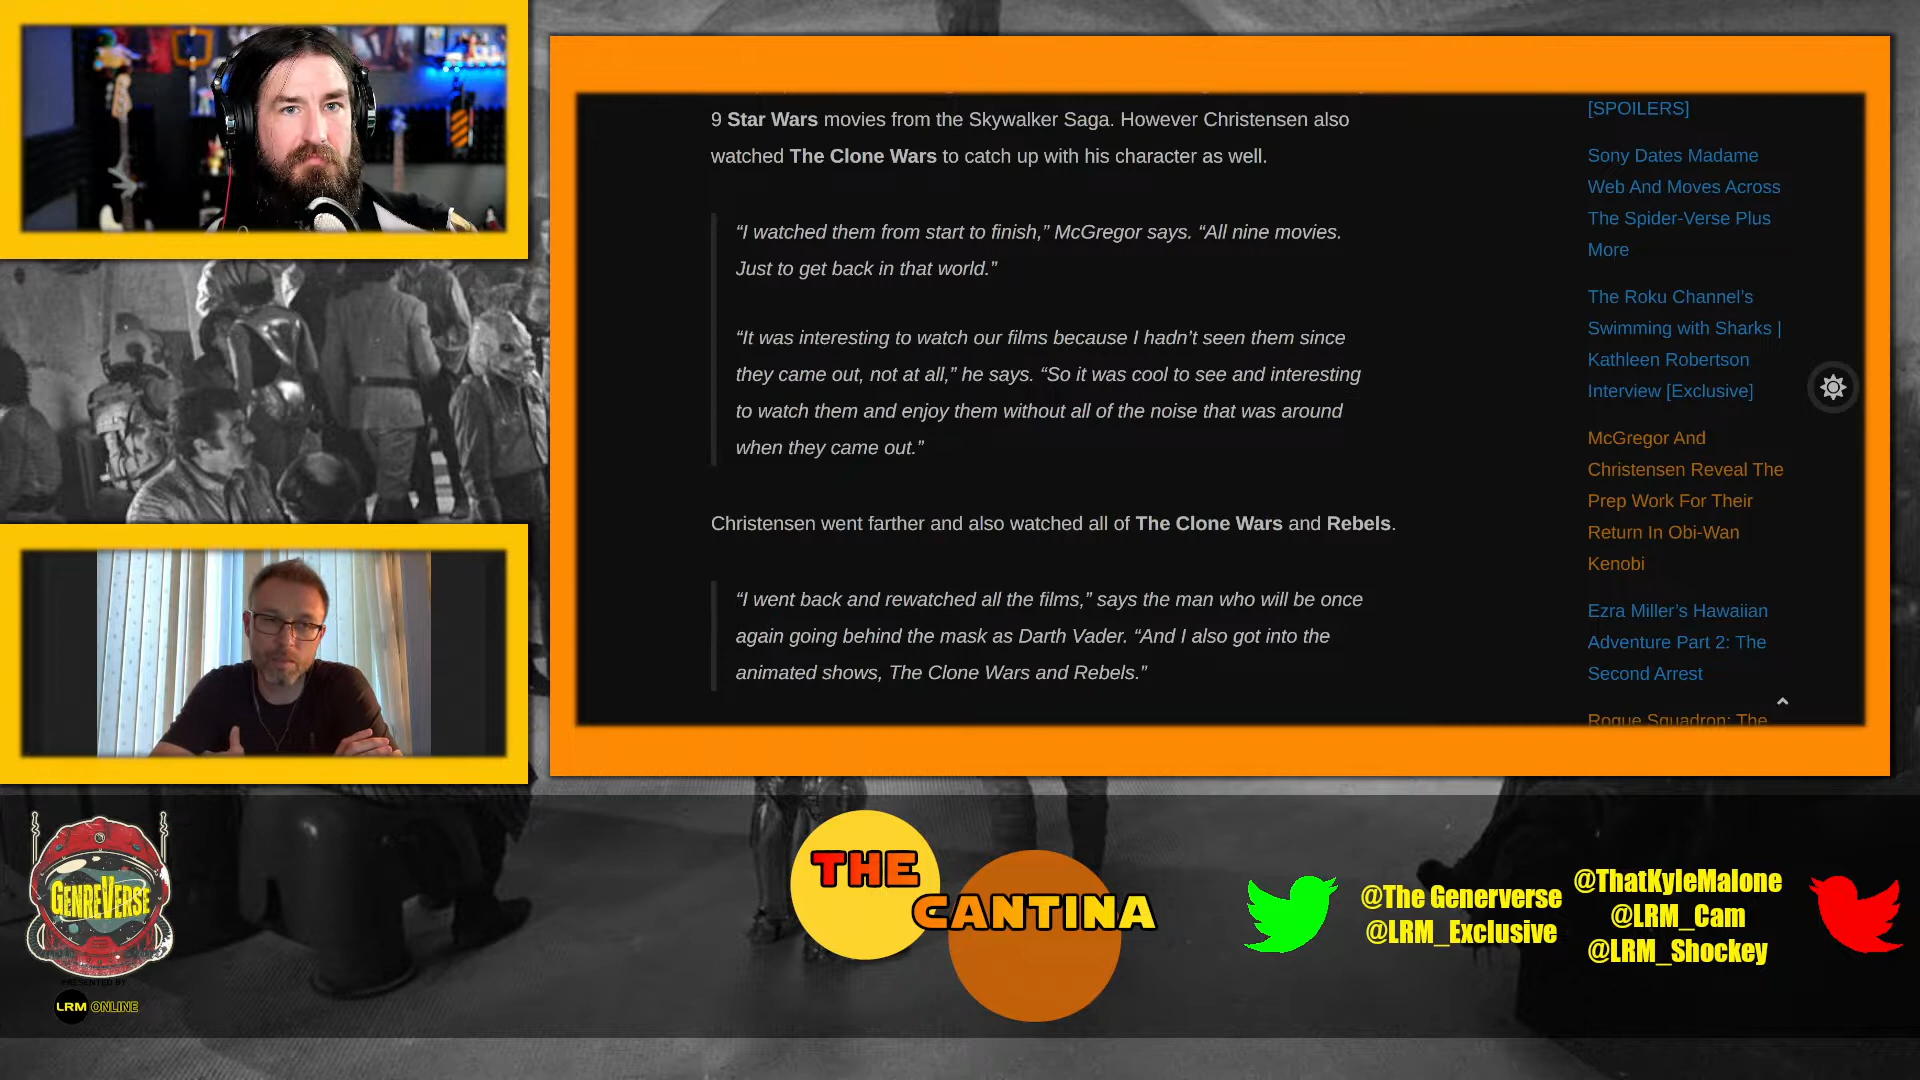 9 Star Wars movies from the Skywalker Saga. However Christensen also
watched The Clone Wars to catch up with his character as well.
“I watched them from start to finish,” McGregor says. “All nine movies.
Just to get back in that world.”
“It was interesting to watch our films because I hadn’t seen them since
they came out, not at all,” he says. “So it was cool to see and interesting
to watch them and enjoy them without all of the noise that was around
when they came out.”
Christensen went farther and also watched all of The Clone Wars and Rebels.
“I went back and rewatched all the films,” says the man who will be once
again going behind the mask as Darth Vader. “And I also got into the
animated shows, The Clone Wars and Rebels.”
[SPOILERS]
Sony Dates Madame
Web And Moves Across
The Spider-Verse Plus
More
The Roku Channel’s
Swimming with Sharks |
Kathleen Robertson
Interview [Exclusive]
McGregor And
Christensen Reveal The
Prep Work For Their
Return In Obi-Wan
Kenobi
Ezra Miller’s Hawaiian
Adventure Part 2: The
Second Arrest
Rogue Squadron: The
GENREVERSE
PRESENTED BY
LRM ONLINE
THE
CANTINA
@The Generverse
@LRM_Exclusive
@ThatKyleMalone
@LRM_Cam
@LRM_Shockey